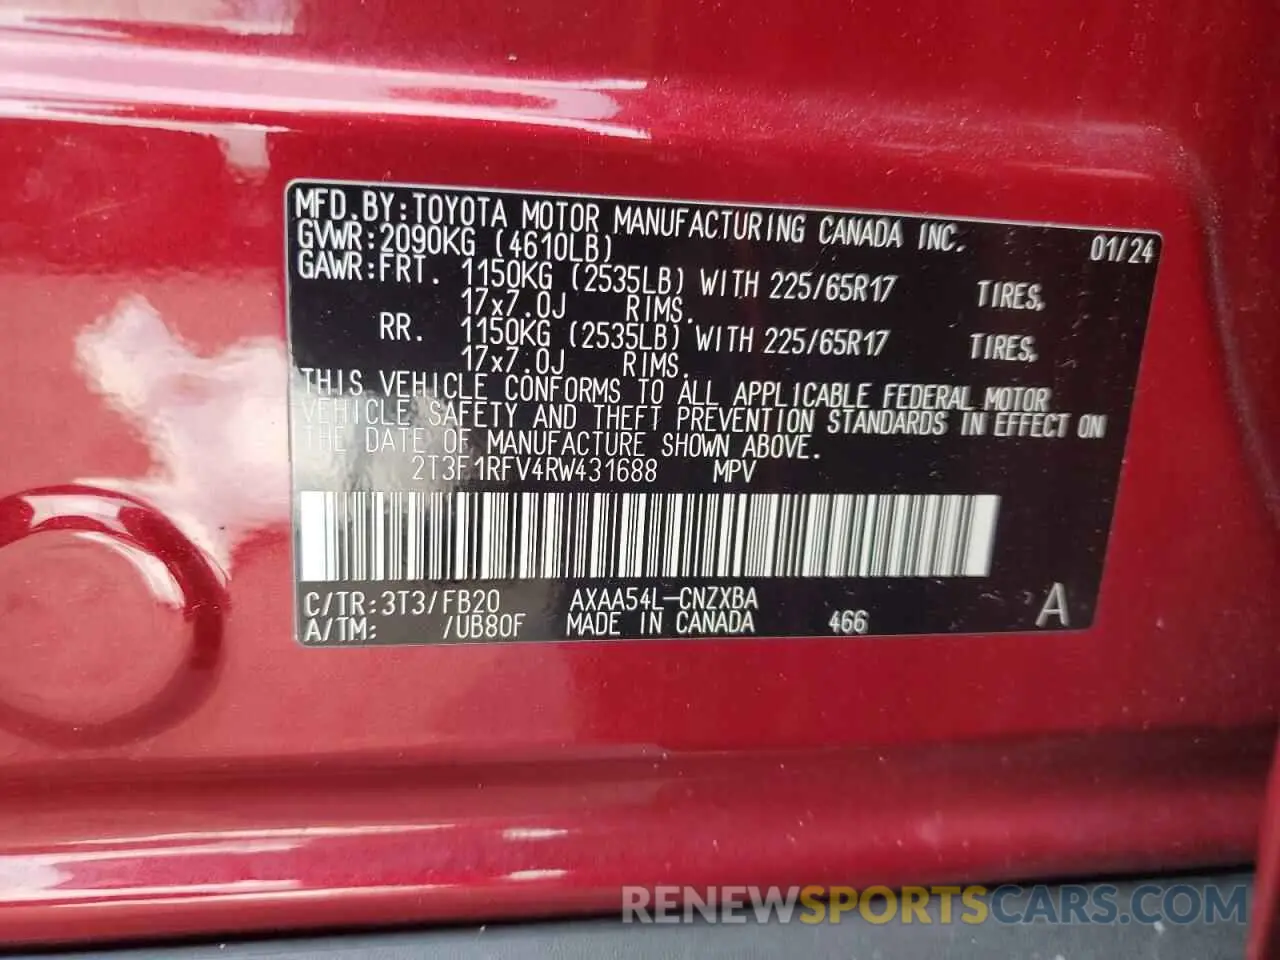 MFD.BY:TOYOTA MOTOR MANUFACTURING CANADA INC. 01/24
GVWR:2090KG (4610LB)
GAWR:FRT. 1150KG (2535LB) WITH 225/65R17 TIRES,
17x7.0J RIMS.
RR. 1150KG (2535LB) WITH 225/65R17 TIRES,
17x7.0J RIMS.
THIS VEHICLE CONFORMS TO ALL APPLICABLE FEDERAL MOTOR
VEHICLE SAFETY AND THEFT PREVENTION STANDARDS IN EFFECT ON
THE DATE OF MANUFACTURE SHOWN ABOVE.
2T3F1RFV4RW431688 MPV
C/TR:3T3/FB20 AXAA54L-CNZXBA
A/TM: /UB80F MADE IN CANADA 466 A
RENEWSPORTSCARS.COM